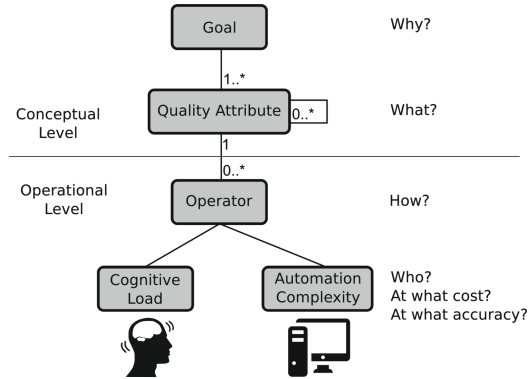 Goal
Why?
1..*
Conceptual
Level
Quality Attribute
0..*
What?
1
0..*
Operational
Level
Operator
How?
Cognitive
Load
Automation
Complexity
Who?
At what cost?
At what accuracy?